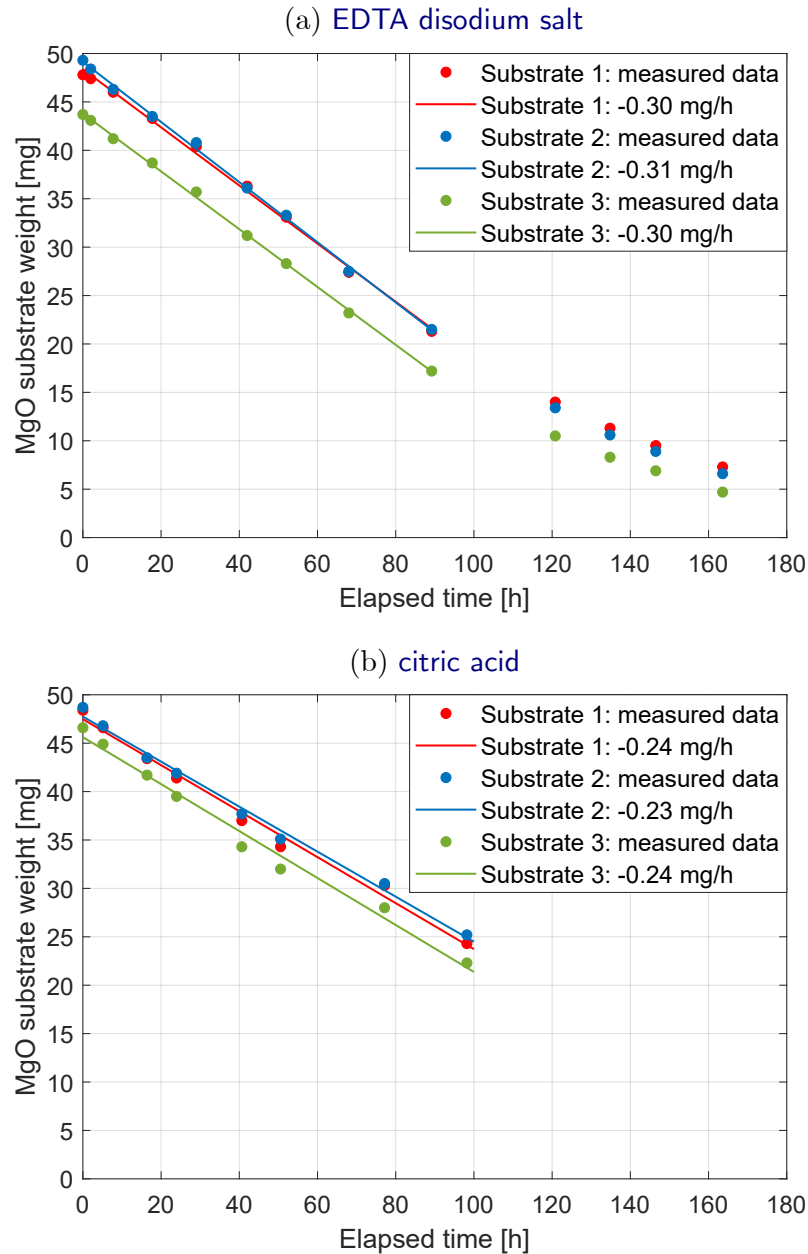 (a) EDTA disodium salt
50
45
40
35
30
25
20
15
10
5
0
MgO substrate weight [mg]
Substrate 1: measured data
Substrate 1: -0.30 mg/h
Substrate 2: measured data
Substrate 2: -0.31 mg/h
Substrate 3: measured data
Substrate 3: -0.30 mg/h
0 20 40 60 80 100 120 140 160 180
Elapsed time [h]
(b) citric acid
50
45
40
35
30
25
20
15
10
5
0
MgO substrate weight [mg]
Substrate 1: measured data
Substrate 1: -0.24 mg/h
Substrate 2: measured data
Substrate 2: -0.23 mg/h
Substrate 3: measured data
Substrate 3: -0.24 mg/h
0 20 40 60 80 100 120 140 160 180
Elapsed time [h]